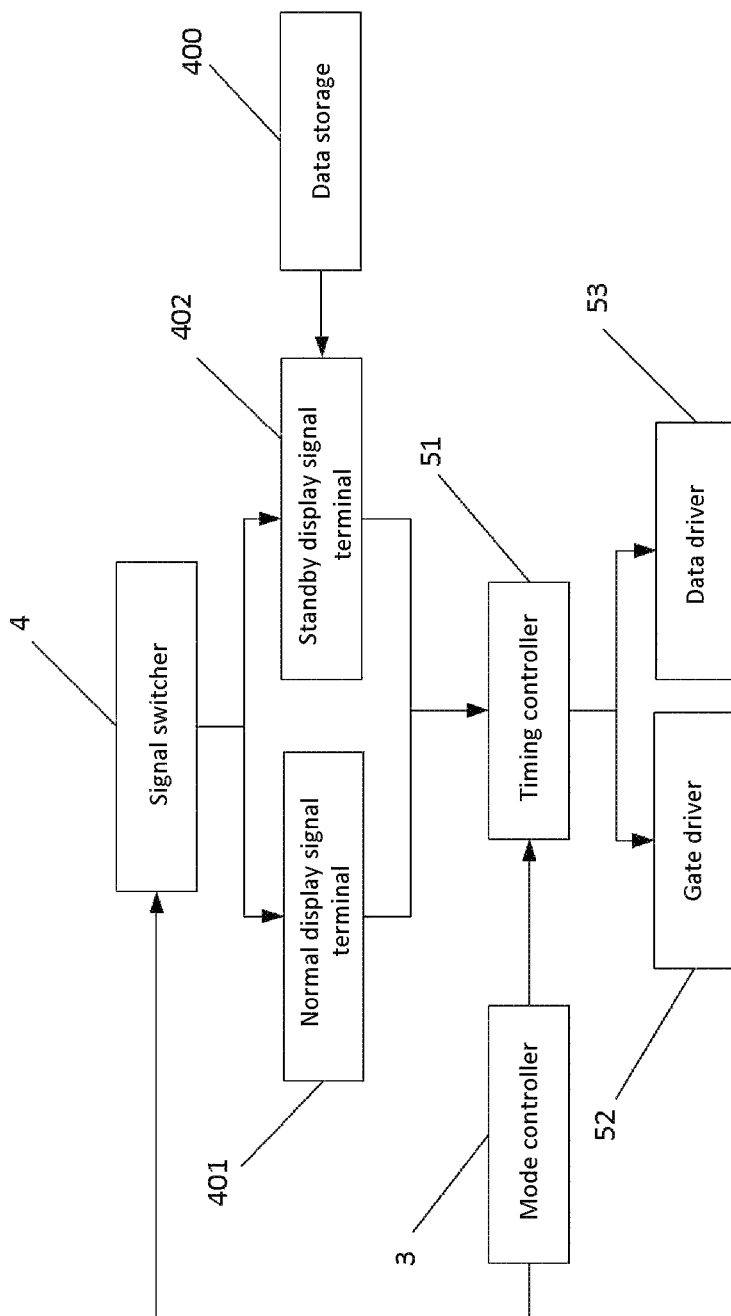 4
Signal switcher
400
Data storage
402
Standby display signal
terminal
Normal display signal
terminal
401
51
Timing controller
3
Mode controller
53
Data driver
Gate driver
52